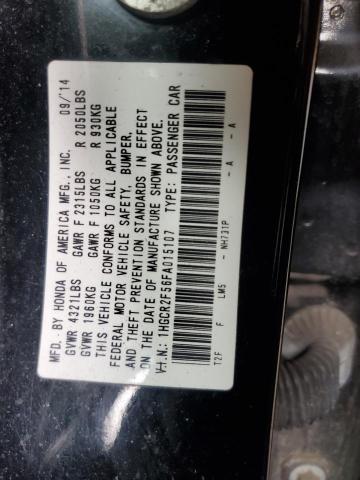 MFG. BY HONDA OF AMERICA MFG., INC. 09/'14
GVWR 4321LBS GAWR F 2315LBS R 2050LBS
GVWR 1960KG GAWR F 1050KG R 930KG
THIS VEHICLE CONFORMS TO ALL APPLICABLE
FEDERAL MOTOR VEHICLE SAFETY, BUMPER,
AND THEFT PREVENTION STANDARDS IN EFFECT
ON THE DATE OF MANUFACTURE SHOWN ABOVE.
V.I.N.: 1HGCR2F56FA015107 TYPE: PASSENGER CAR
NH731P - A - A
T2F F LM5 - A